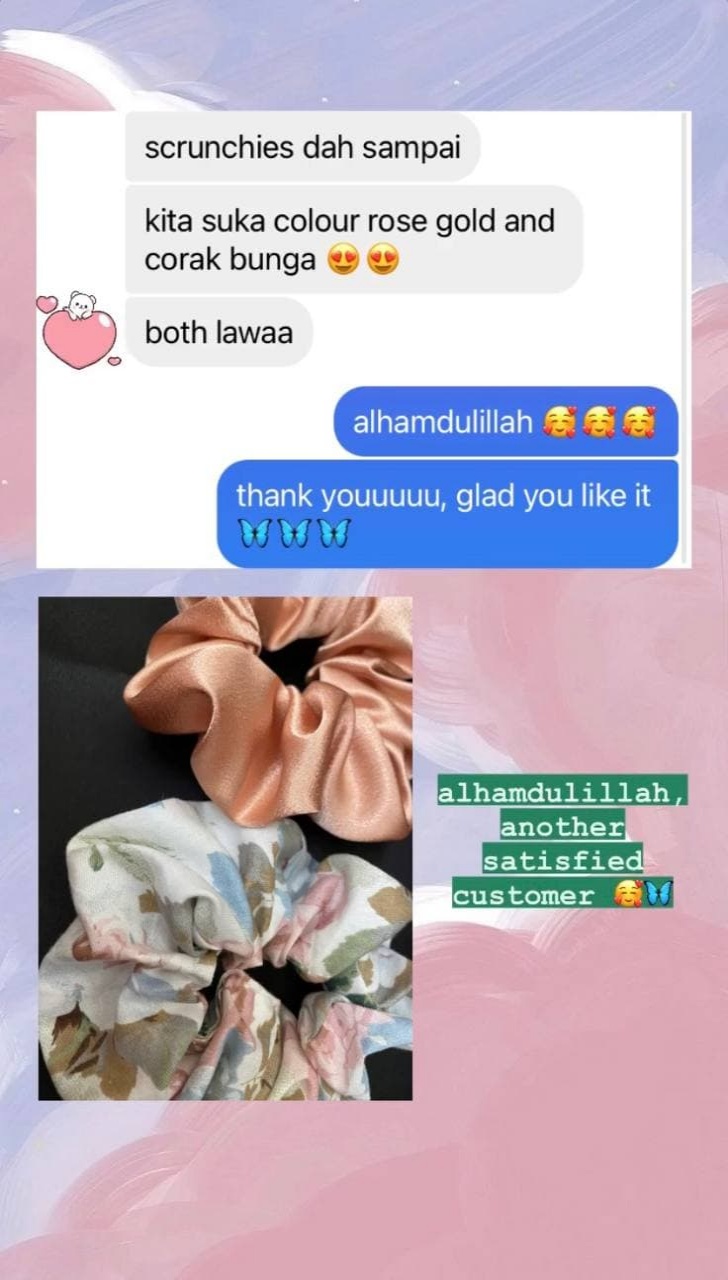 scrunchies dah sampai
kita suka colour rose gold and
corak bunga 😍😍
both lawaa
alhamdulillah 🥰🥰🥰
thank youuuuu, glad you like it
🦋🦋🦋
alhamdulillah,
another
satisfied
customer 🥰🦋